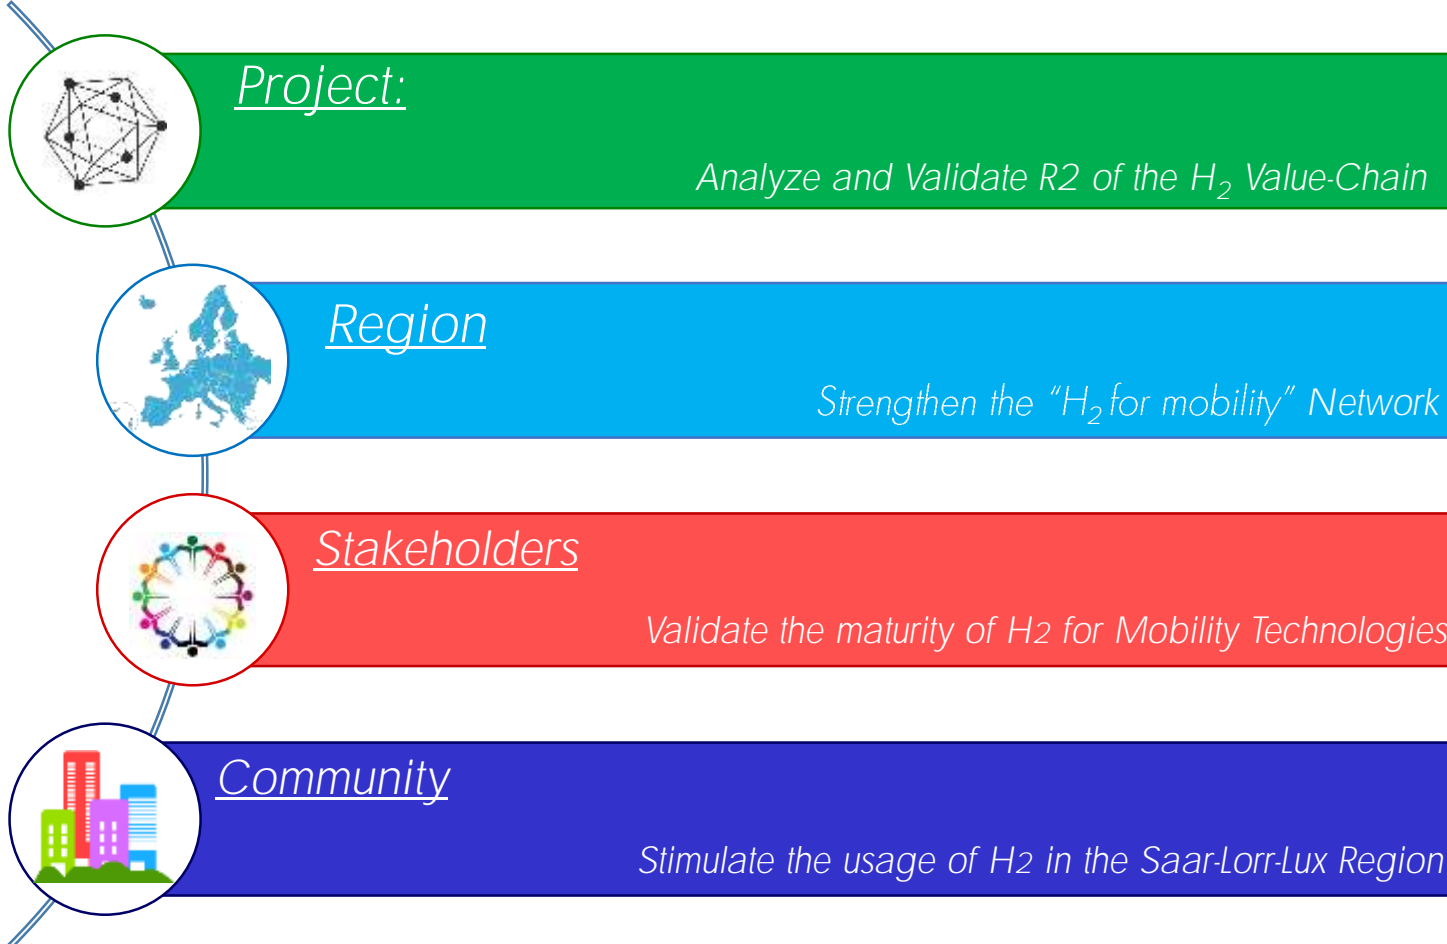 Project:
Analyze and Validate R2 of the H₂ Value-Chain
Region
Strengthen the “H₂ for mobility” Network
Stakeholders
Validate the maturity of H2 for Mobility Technologies
Community
Stimulate the usage of H2 in the Saar-Lorr-Lux Region